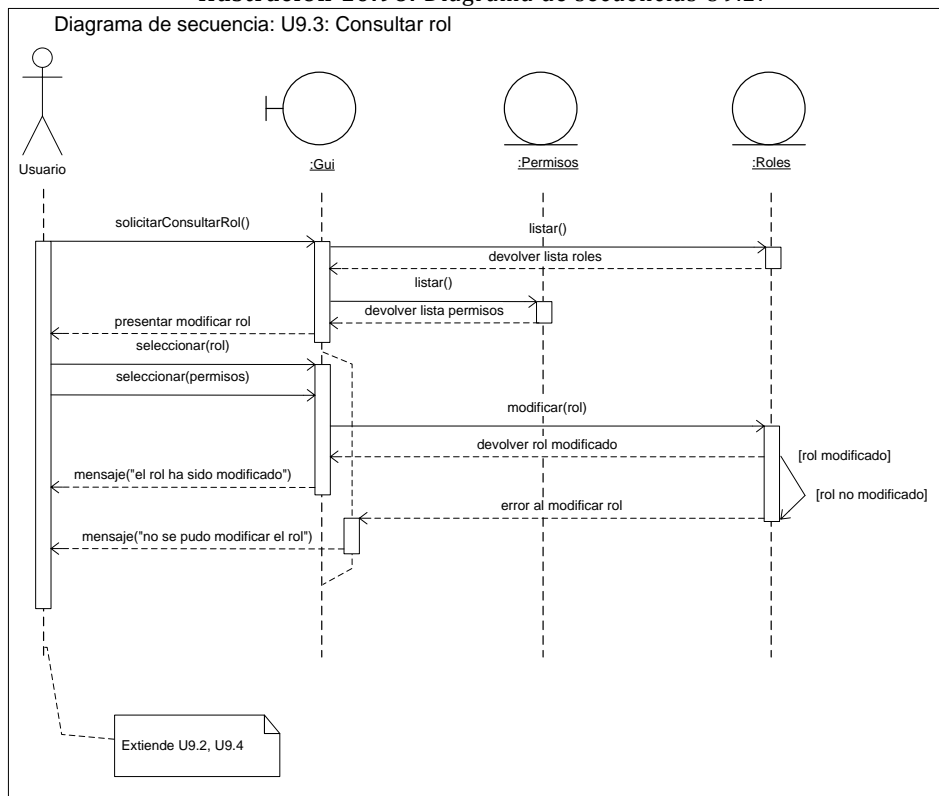 Diagrama de secuencia: U9.3: Consultar rol
Usuario
:Gui
:Permisos
:Roles
solicitarConsultarRol()
listar()
devolver lista roles
listar()
devolver lista permisos
presentar modificar rol
seleccionar(rol)
seleccionar(permisos)
modificar(rol)
devolver rol modificado
[rol modificado]
mensaje("el rol ha sido modificado")
[rol no modificado]
error al modificar rol
mensaje("no se pudo modificar el rol")
Extiende U9.2, U9.4